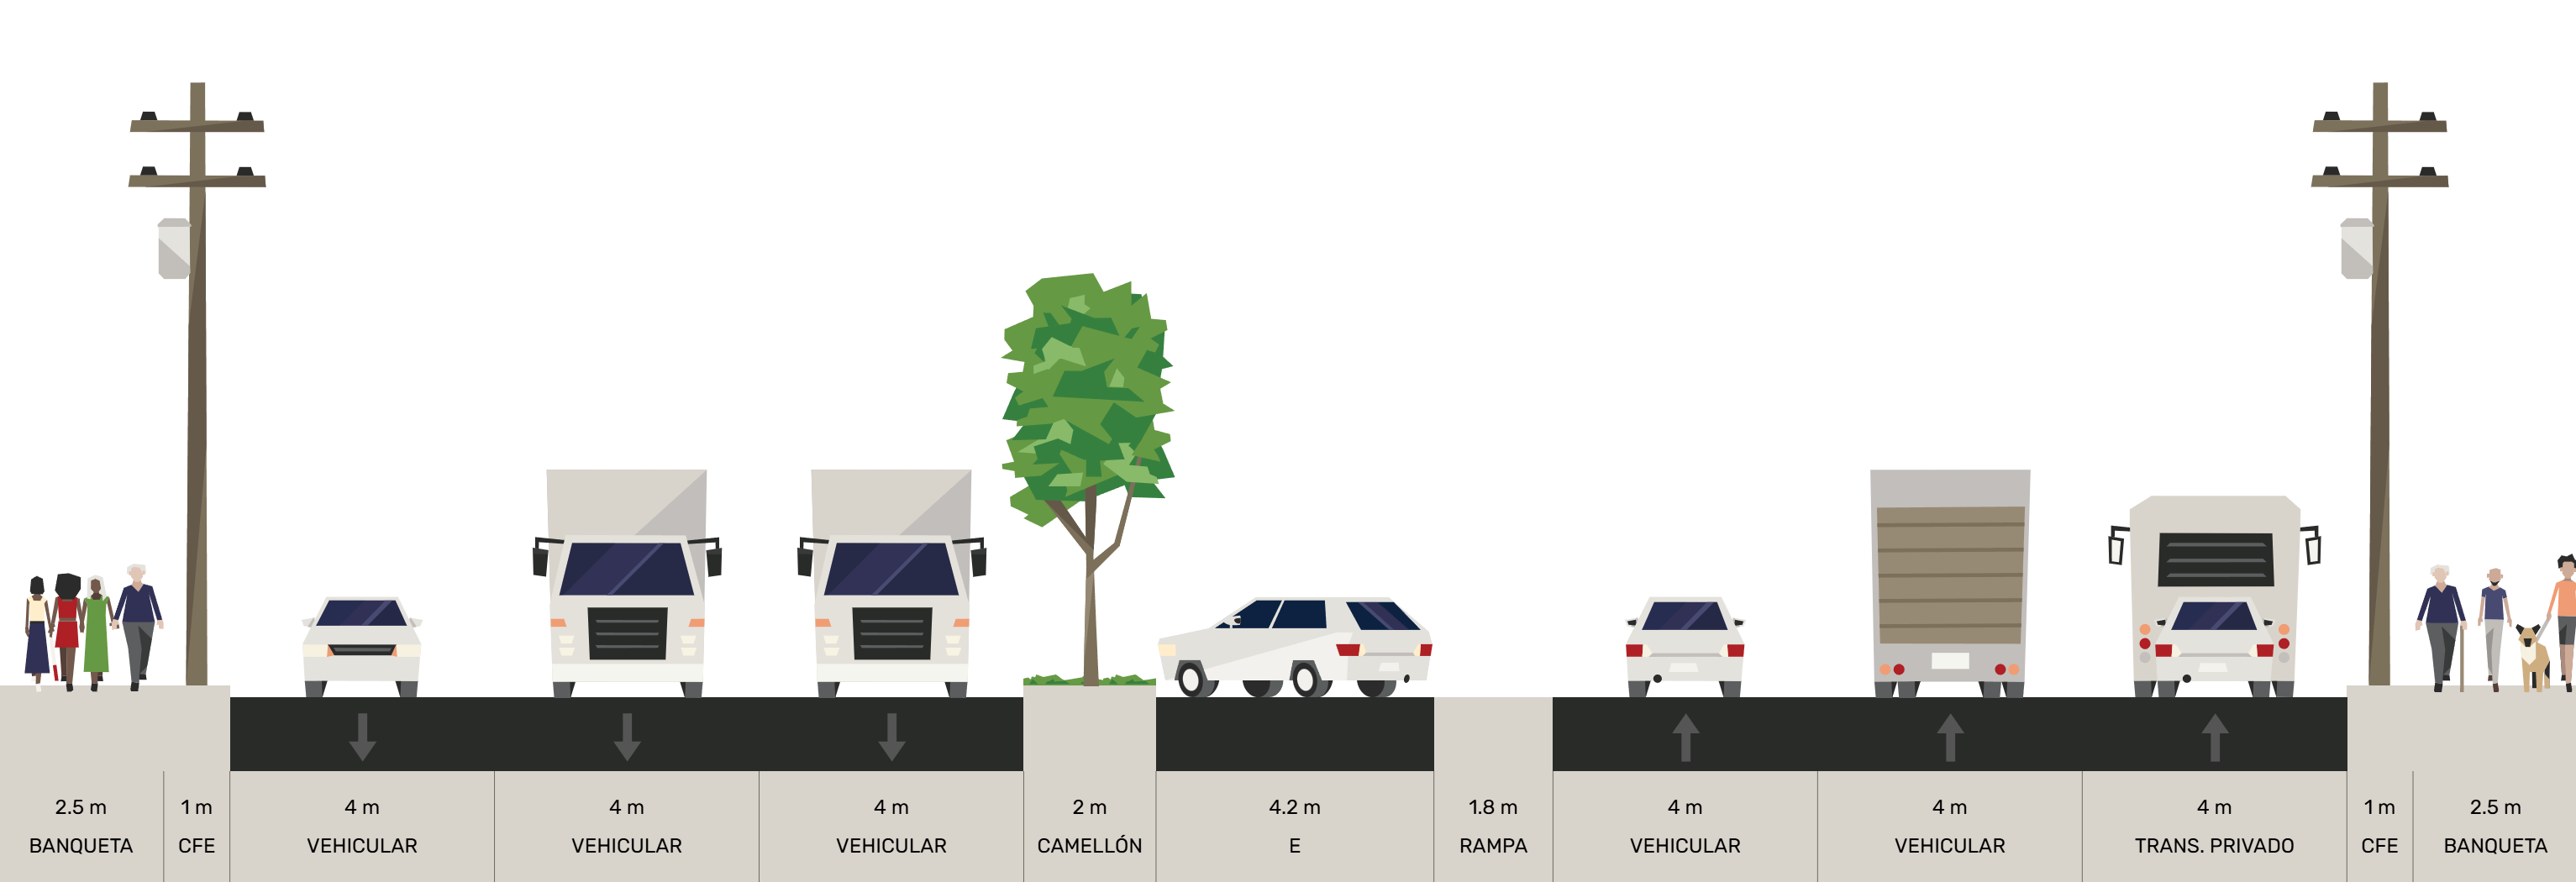 2.5 m
BANQUETA
1 m
CFE
4 m
VEHICULAR
4 m
VEHICULAR
4 m
VEHICULAR
2 m
CAMELLÓN
4.2 m
E
1.8 m
RAMPA
4 m
VEHICULAR
4 m
VEHICULAR
4 m
TRANS. PRIVADO
1 m
CFE
2.5 m
BANQUETA